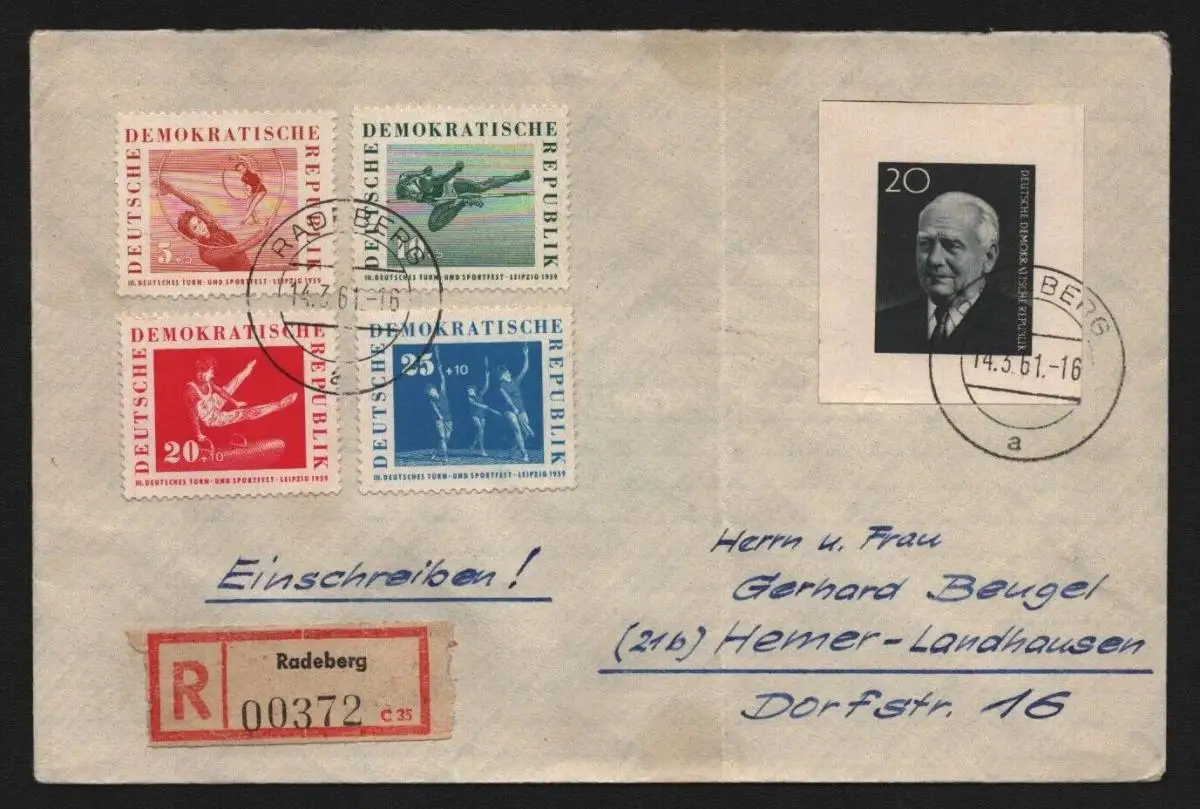 DEUTSCHE DEMOKRATISCHE REPUBLIK
5
III. DEUTSCHES TURN- UND SPORTFEST · LEIPZIG 1959
DEUTSCHE DEMOKRATISCHE REPUBLIK
III. DEUTSCHES TURN- UND SPORTFEST · LEIPZIG 1959
DEUTSCHE DEMOKRATISCHE REPUBLIK
20 +10
III. DEUTSCHES TURN- UND SPORTFEST · LEIPZIG 1959
DEUTSCHE DEMOKRATISCHE REPUBLIK
25 +10
III. DEUTSCHES TURN- UND SPORTFEST · LEIPZIG 1959
RADEBERG
14.3.61.-16
a
20
DEUTSCHE DEMOKRATISCHE REPUBLIK
BERG
14.3.61.-16
a
Einschreiben!
R
Radeberg
00372
C 35
Herrn u. Frau
Gerhard Beugel
(21b) Hemer-Landhausen
Dorfstr. 16